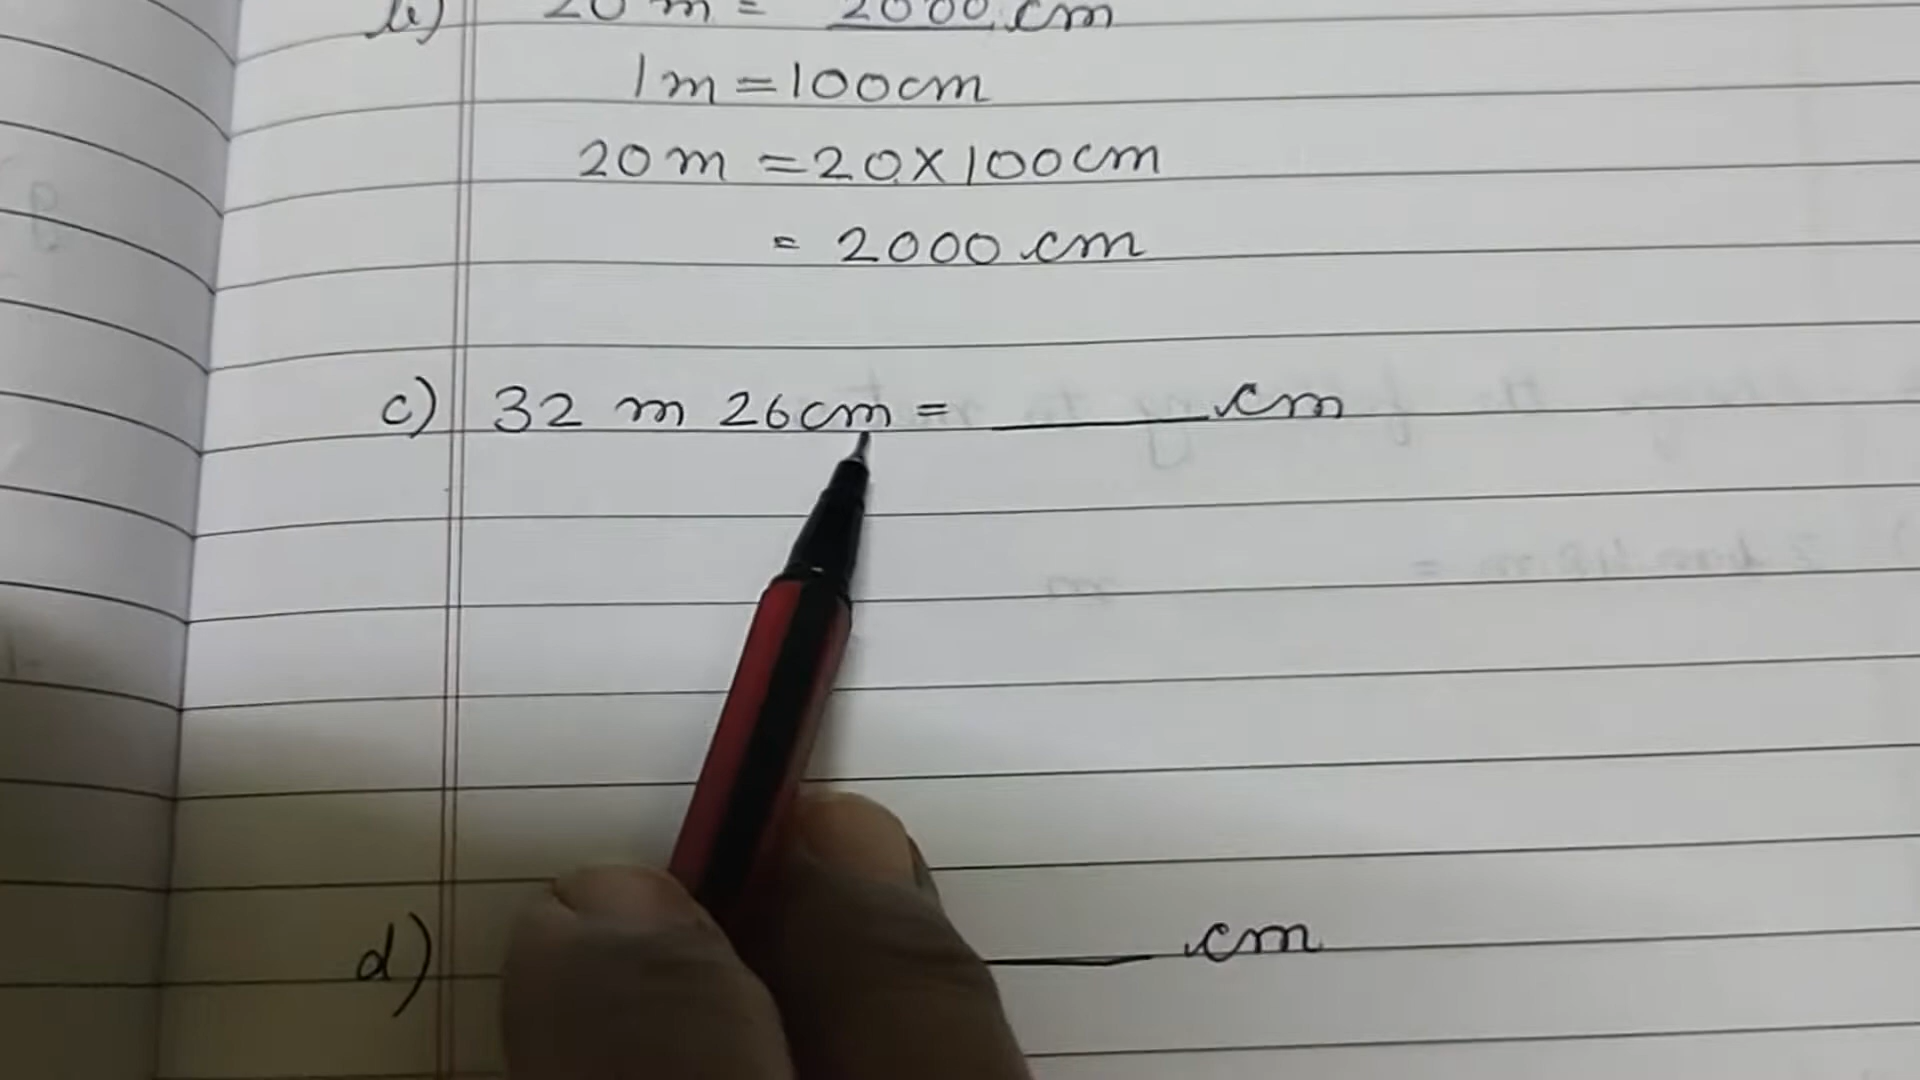 b) 20 m = 2000 cm
1 m = 100 cm
20 m = 20 x 100 cm
= 2000 cm
c) 32 m 26 cm = ______ cm
d) ______ cm